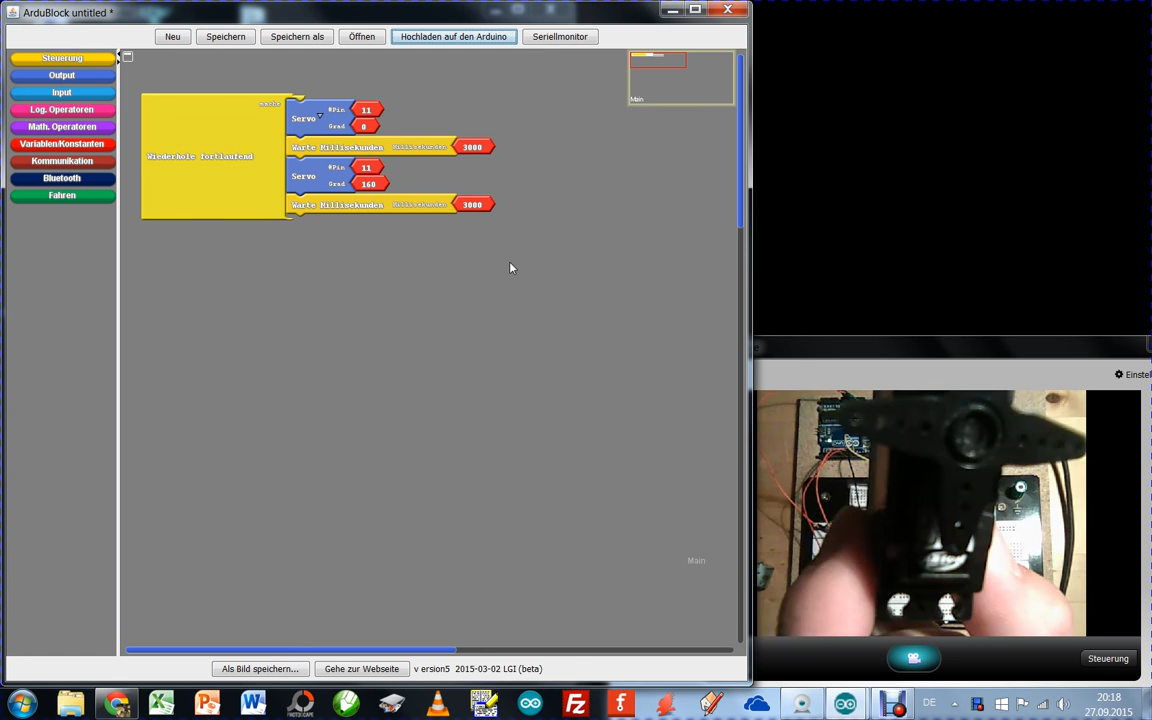 ArduBlock untitled *
Neu
Speichern
Speichern als
Öffnen
Hochladen auf den Arduino
Seriellmonitor
Steuerung
Output
Input
Log. Operatoren
Math. Operatoren
Variablen/Konstanten
Kommunikation
Bluetooth
Fahren
Main
Wiederhole fortlaufend
mache
Servo
#Pin
11
Grad
0
Warte Millisekunden Millisekunden 3000
Servo
#Pin
11
Grad
160
Warte Millisekunden Millisekunden 3000
Main
Als Bild speichern...
Gehe zur Webseite
v ersion5 2015-03-02 LGI (beta)
Einste
Steuerung
DE
20:18
27.09.2015